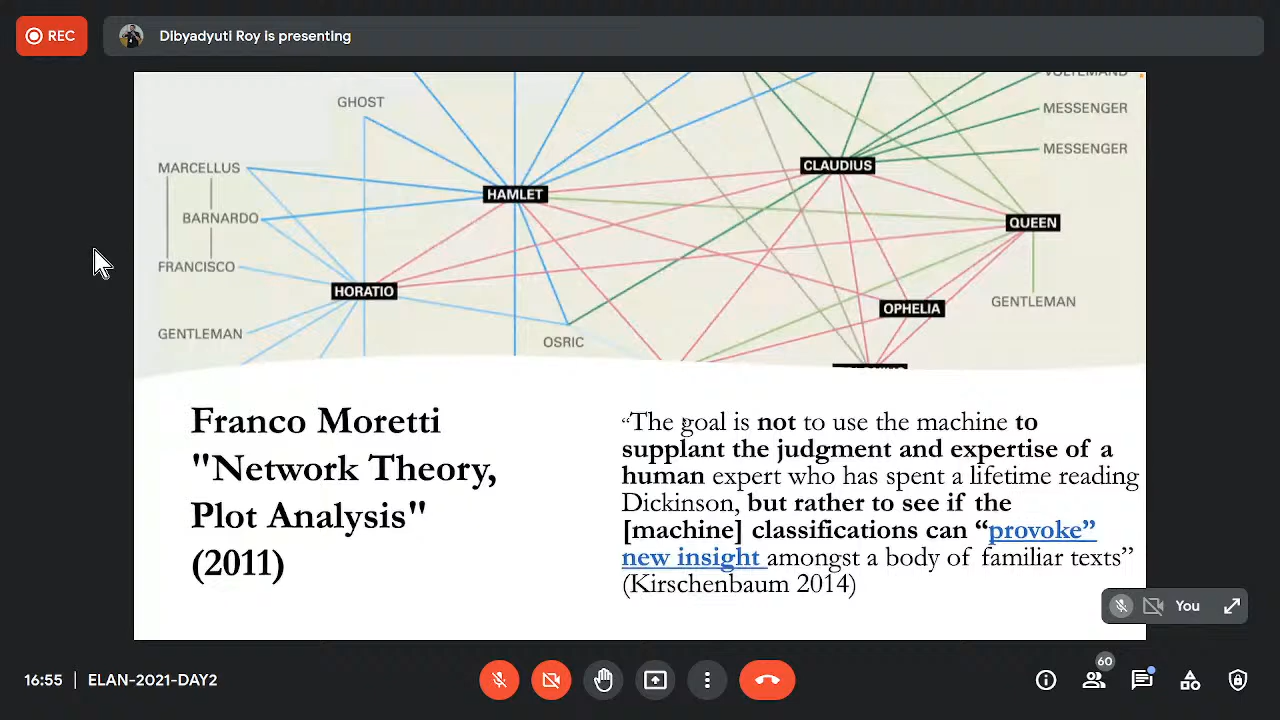 REC
Dibyadyuti Roy is presenting
VOLTEMAND
GHOST
MESSENGER
MESSENGER
MARCELLUS
CLAUDIUS
HAMLET
BARNARDO
QUEEN
FRANCISCO
HORATIO
GENTLEMAN
OPHELIA
GENTLEMAN
OSRIC
Franco Moretti
"Network Theory,
Plot Analysis"
(2011)
“The goal is not to use the machine to
supplant the judgment and expertise of a
human expert who has spent a lifetime reading
Dickinson, but rather to see if the
[machine] classifications can “provoke”
new insight amongst a body of familiar texts”
(Kirschenbaum 2014)
You
16:55 | ELAN-2021-DAY2
60